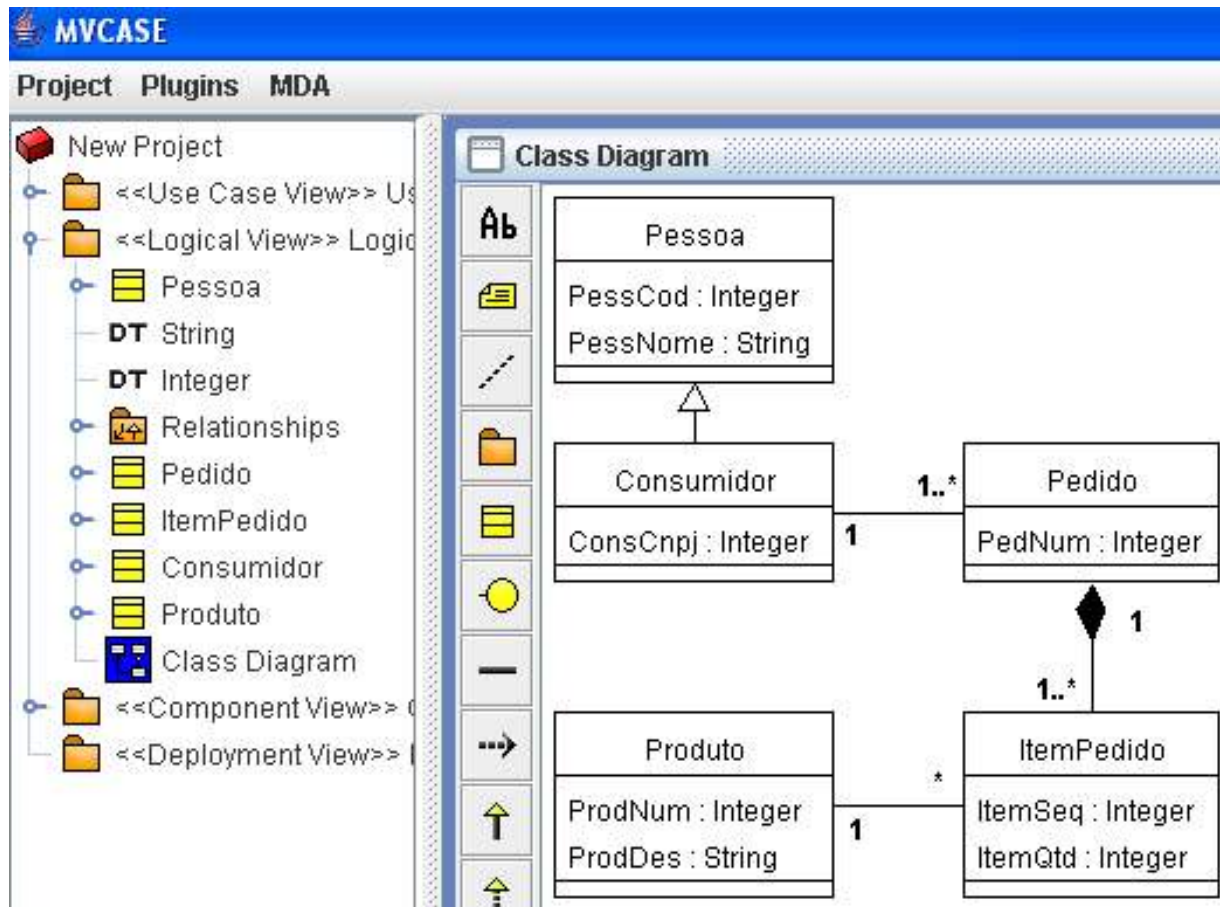 MVCASE
Project Plugins MDA
New Project
<<Use Case View>> Us
<<Logical View>> Logic
Pessoa
DT String
DT Integer
Relationships
Pedido
ItemPedido
Consumidor
Produto
Class Diagram
<<Component View>>
<<Deployment View>>
Class Diagram
Ab
Pessoa
PessCod : Integer
PessNome : String
Consumidor
ConsCnpj : Integer
1
1..*
Pedido
PedNum : Integer
1
1..*
Produto
ProdNum : Integer
ProdDes : String
1
*
ItemPedido
ItemSeq : Integer
ItemQtd : Integer